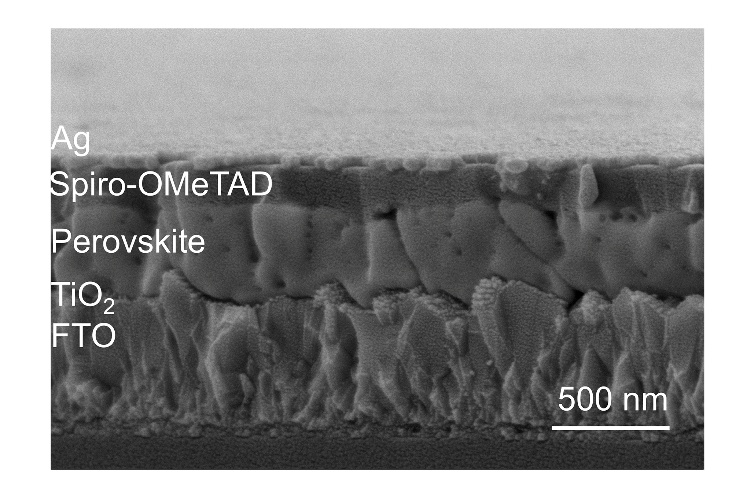 Ag
Spiro-OMeTAD
Perovskite
TiO₂
FTO
500 nm